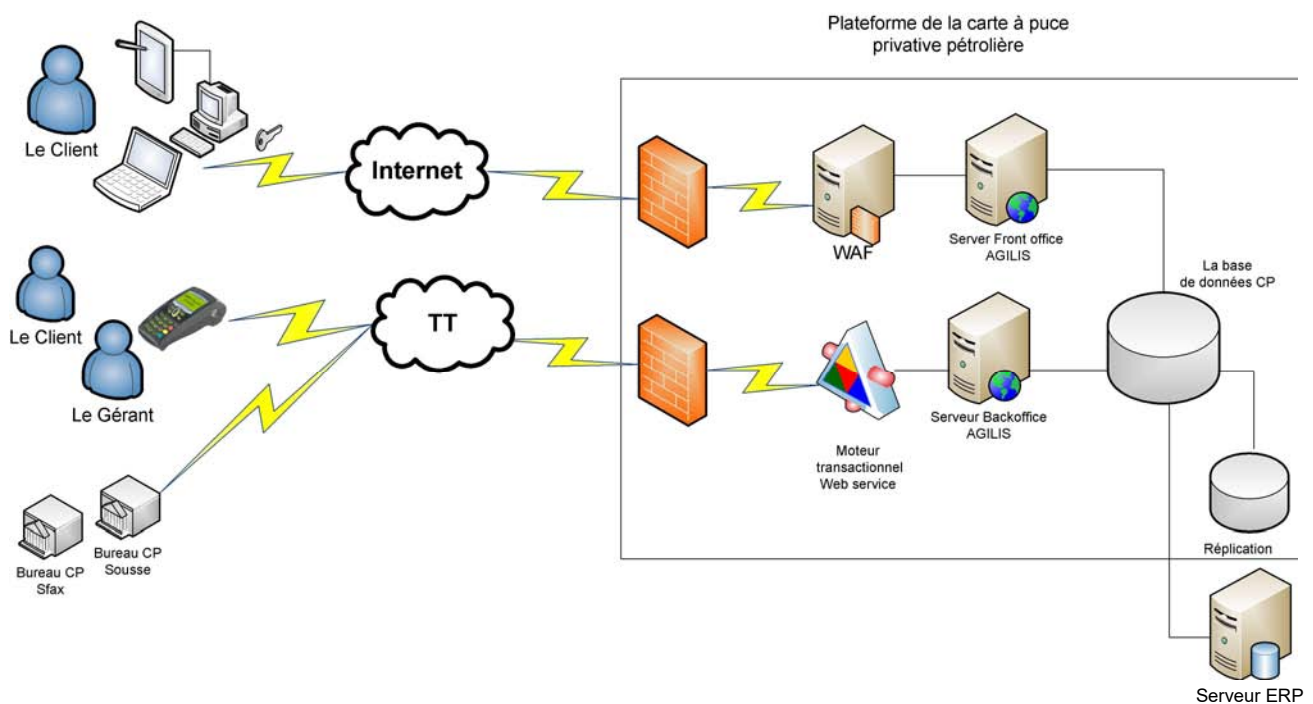 Plateforme de la carte à puce
privative pétrolière
Le Client
Internet
WAF
Server Front office
AGILIS
La base
de données CP
Le Client
Le Gérant
TT
Moteur
transactionnel
Web service
Serveur Backoffice
AGILIS
Bureau CP
Sousse
Bureau CP
Sfax
Réplication
Serveur ERP